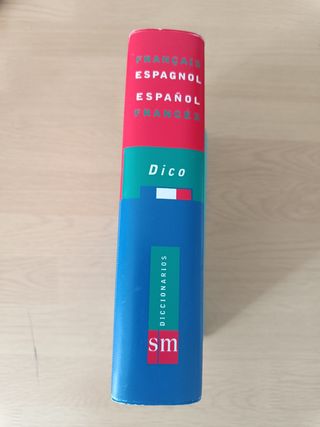 FRANÇAIS
ESPAGNOL
ESPAÑOL
FRANCÉS
Dico
DICCIONARIOS
sm